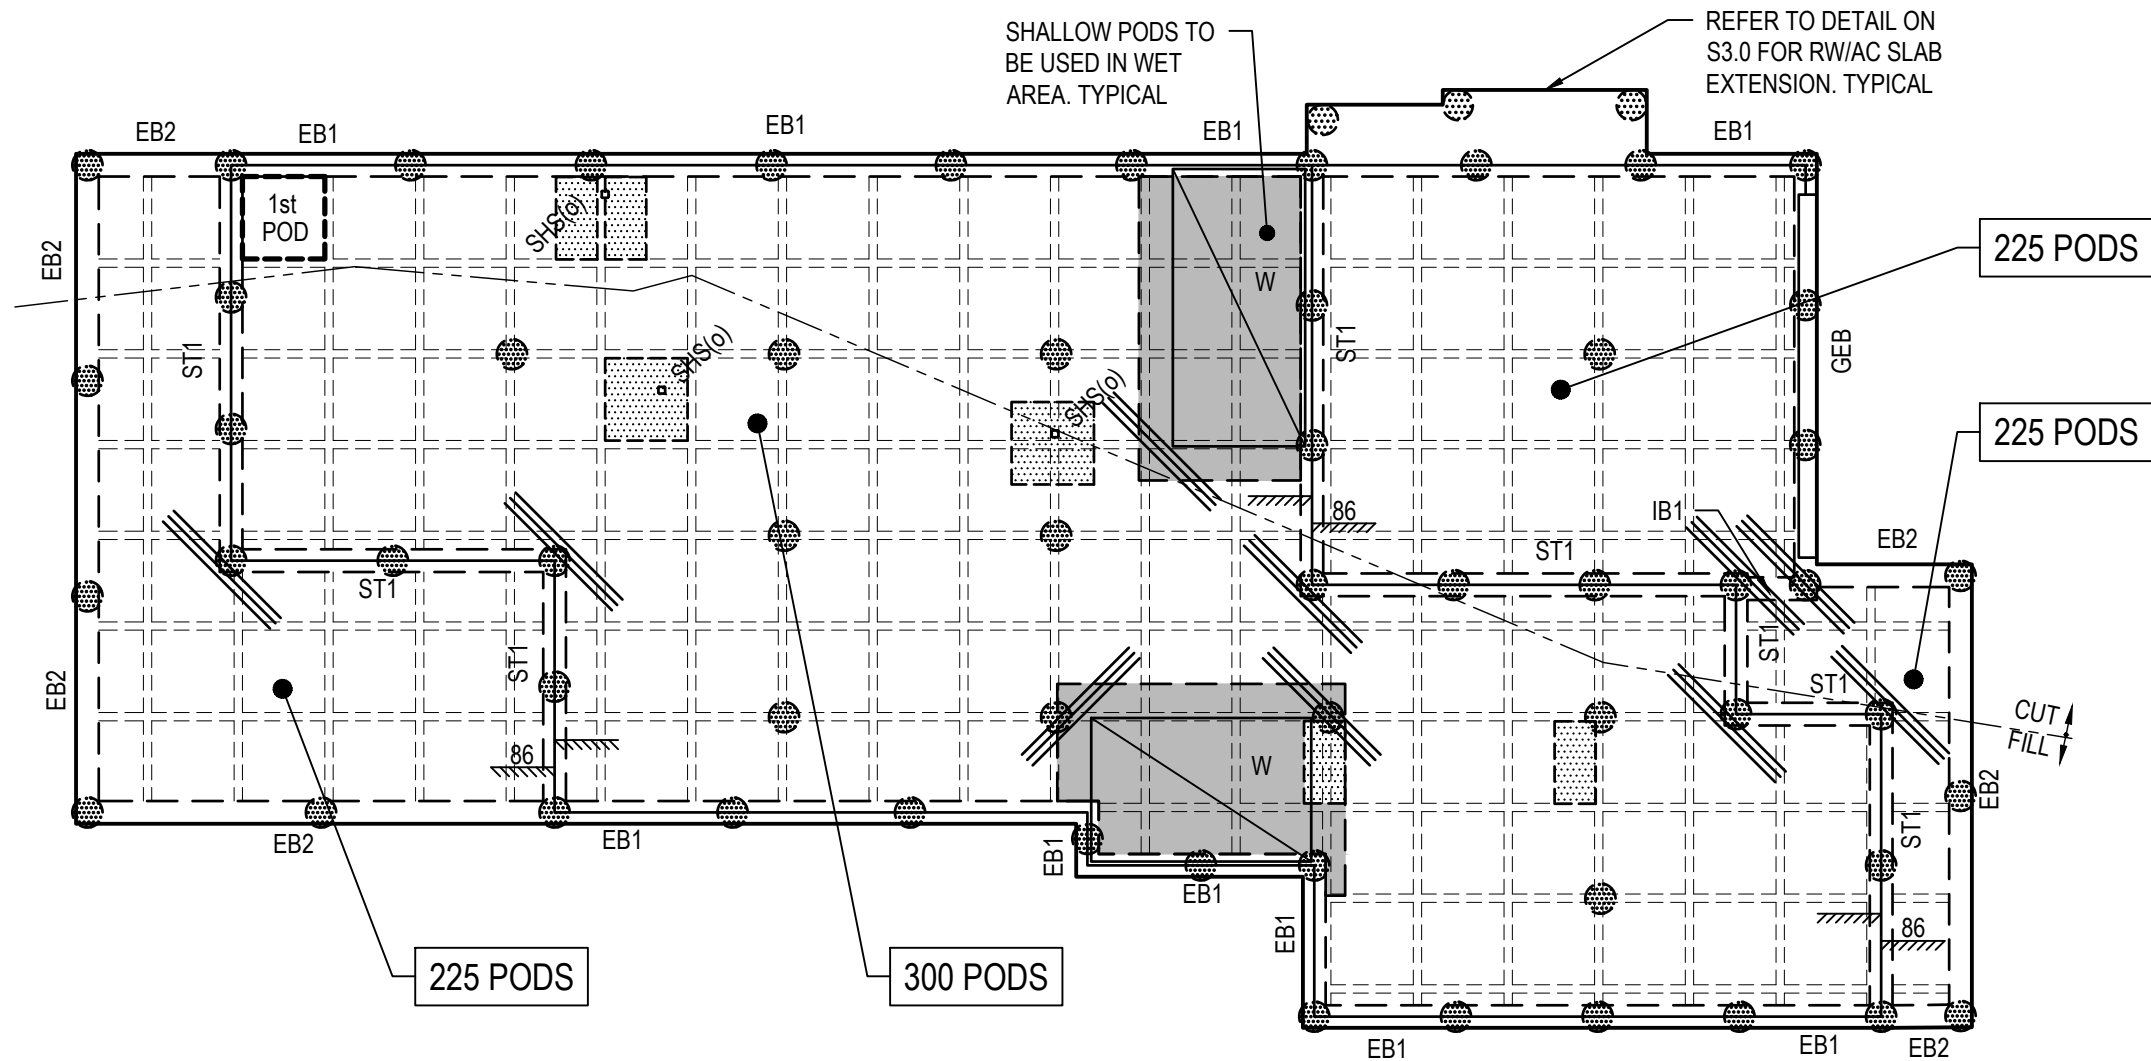 SHALLOW PODS TO
BE USED IN WET
AREA. TYPICAL
REFER TO DETAIL ON
S3.0 FOR RW/AC SLAB
EXTENSION. TYPICAL
EB2
EB1
EB1
EB1
EB1
1st
POD
SHS(o)
W
225 PODS
EB2
ST1
SHS(o)
SHS(o)
ST1
GEB
225 PODS
86
IB1
ST1
EB2
ST1
ST1
ST1
ST1
EB2
CUT
FILL
86
W
EB2
ST1
EB2
EB1
EB1
EB1
EB1
86
225 PODS
300 PODS
EB1
EB1
EB2